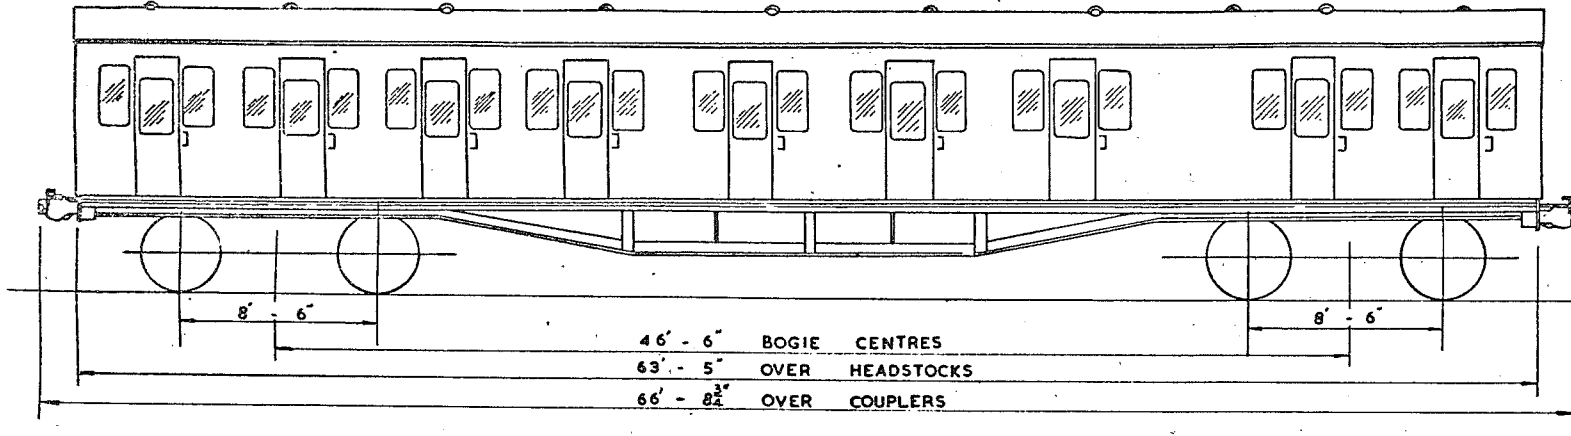 8' - 6"
8' - 6"
46' - 6" BOGIE CENTRES
63' - 5" OVER HEADSTOCKS
66' - 8¾" OVER COUPLERS